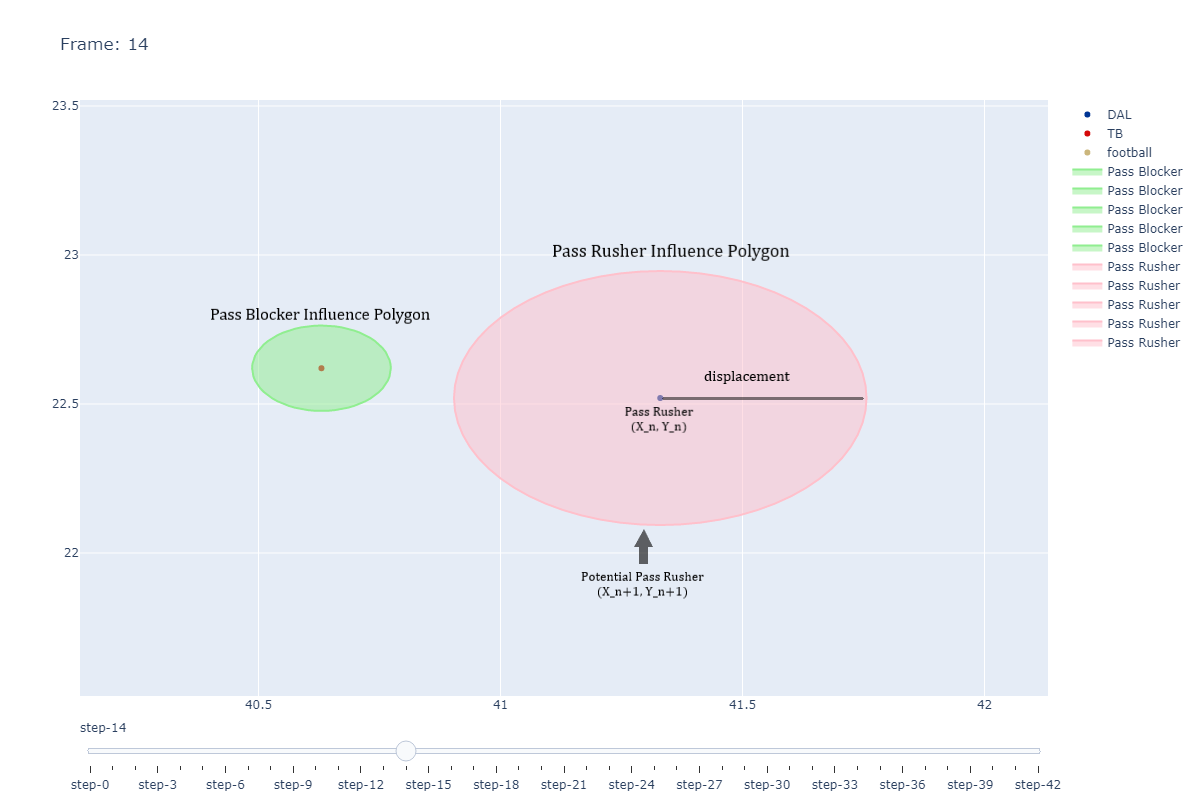 Frame: 14
23.5
23
22.5
22
Pass Rusher Influence Polygon
Pass Blocker Influence Polygon
displacement
Pass Rusher
(X_n, Y_n)
Potential Pass Rusher
(X_n+1, Y_n+1)
40.5
41
41.5
42
DAL
TB
football
Pass Blocker
Pass Blocker
Pass Blocker
Pass Blocker
Pass Blocker
Pass Rusher
Pass Rusher
Pass Rusher
Pass Rusher
Pass Rusher
step-14
step-0 step-3 step-6 step-9 step-12 step-15 step-18 step-21 step-24 step-27 step-30 step-33 step-36 step-39 step-42